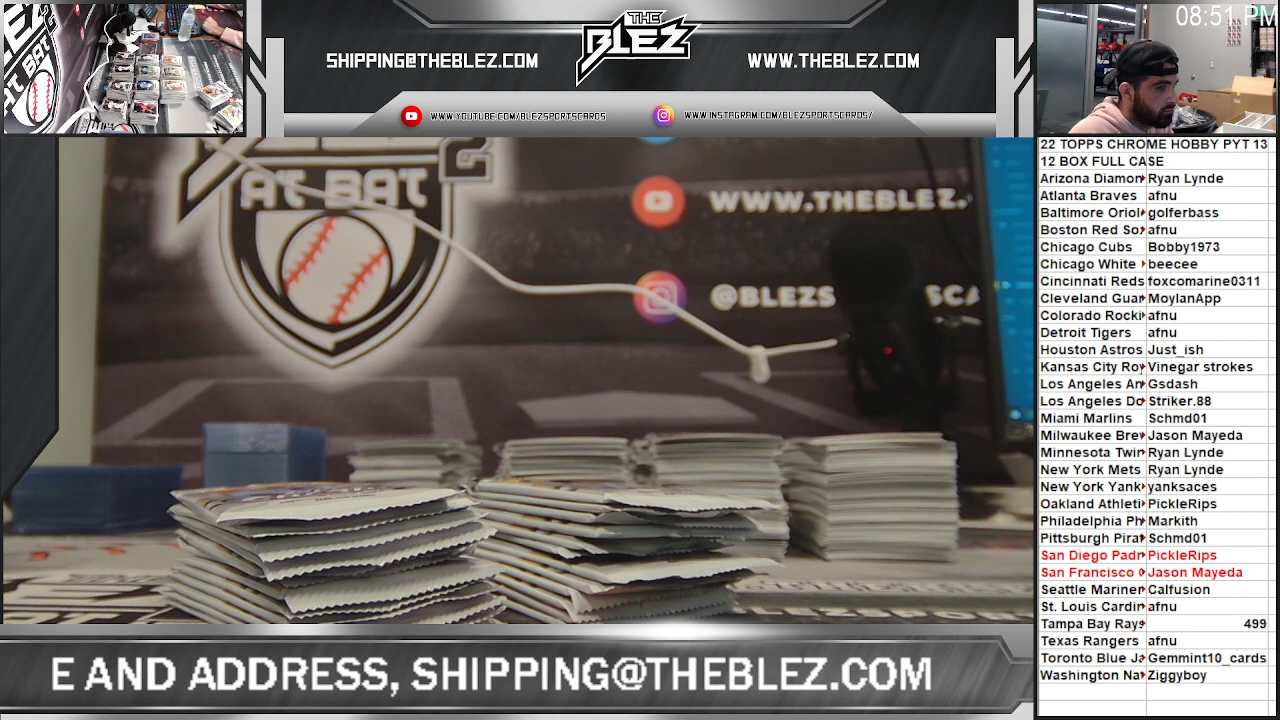 08:51 PM
THE
BLEZ
SHIPPING@THEBLEZ.COM
WWW.THEBLEZ.COM
WWW.YOUTUBE.COM/BLEZSPORTSCARDS
WWW.INSTAGRAM.COM/BLEZSPORTSCARDS/
AT BAT
WWW.THEBLEZ.
@BLEZS
SCA
22 TOPPS CHROME HOBBY PYT 13
12 BOX FULL CASE
Arizona Diamon Ryan Lynde
Atlanta Braves afnu
Baltimore Oriol golferbass
Boston Red So afnu
Chicago Cubs Bobby1973
Chicago White beecee
Cincinnati Reds foxcomarine0311
Cleveland Guar MoylanApp
Colorado Rocki afnu
Detroit Tigers afnu
Houston Astros Just_ish
Kansas City Roy Vinegar strokes
Los Angeles An Gsdash
Los Angeles Do Striker.88
Miami Marlins Schmd01
Milwaukee Brew Jason Mayeda
Minnesota Twin Ryan Lynde
New York Mets Ryan Lynde
New York Yank yanksaces
Oakland Athleti PickleRips
Philadelphia Ph Markith
Pittsburgh Pirat Schmd01
San Diego Padr PickleRips
San Francisco Jason Mayeda
Seattle Mariner Calfusion
St. Louis Cardin afnu
Tampa Bay Rays 499
Texas Rangers afnu
Toronto Blue Ja Gemmint10_cards
Washington Na Ziggyboy
E AND ADDRESS, SHIPPING@THEBLEZ.COM